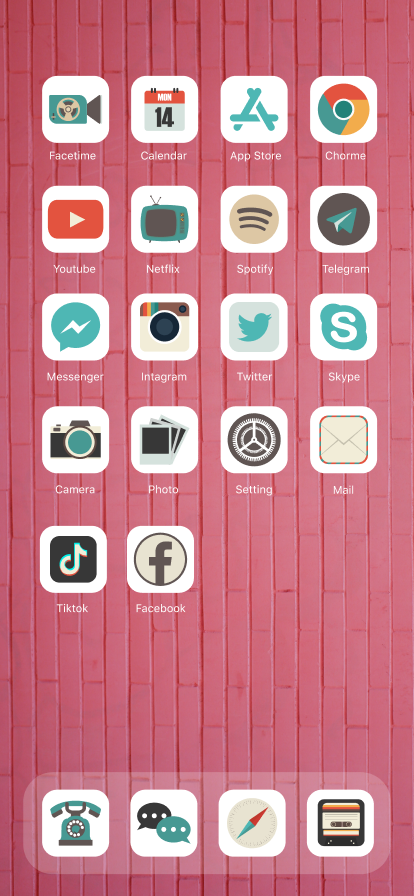 Facetime
MON
14
Calendar
App Store
Chorme
Youtube
Netflix
Spotify
Telegram
Messenger
Intagram
Twitter
S
Skype
Camera
Photo
Setting
Mail
Tiktok
f
Facebook